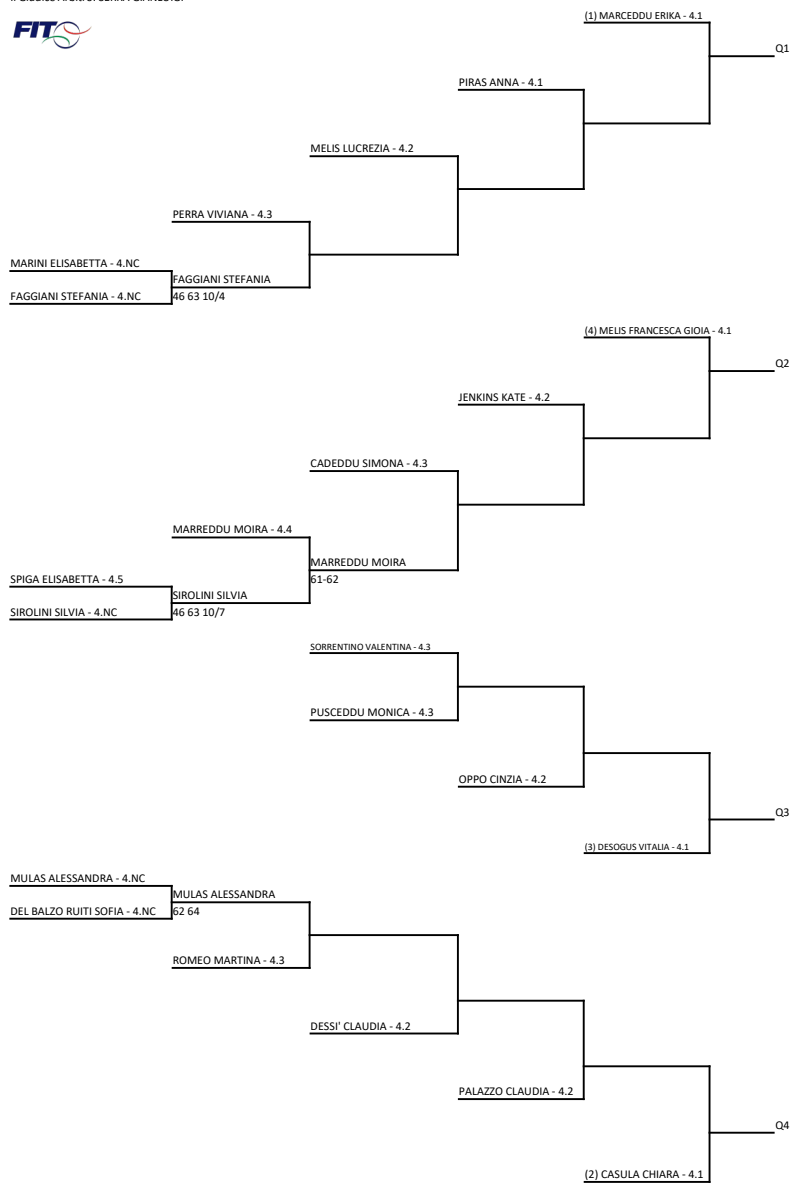 FIT
(1) MARCEDDU ERIKA - 4.1
Q1
PIRAS ANNA - 4.1
MELIS LUCREZIA - 4.2
PERRA VIVIANA - 4.3
MARINI ELISABETTA - 4.NC
FAGGIANI STEFANIA
FAGGIANI STEFANIA - 4.NC
46 63 10/4
(4) MELIS FRANCESCA GIOIA - 4.1
Q2
JENKINS KATE - 4.2
CADEDDU SIMONA - 4.3
MARREDDU MOIRA - 4.4
MARREDDU MOIRA
61-62
SPIGA ELISABETTA - 4.5
SIROLINI SILVIA
SIROLINI SILVIA - 4.NC
46 63 10/7
SORRENTINO VALENTINA - 4.3
PUSCEDDU MONICA - 4.3
OPPO CINZIA - 4.2
Q3
(3) DESOGUS VITALIA - 4.1
MULAS ALESSANDRA - 4.NC
MULAS ALESSANDRA
DEL BALZO RUITI SOFIA - 4.NC
62 64
ROMEO MARTINA - 4.3
DESSI' CLAUDIA - 4.2
PALAZZO CLAUDIA - 4.2
Q4
(2) CASULA CHIARA - 4.1